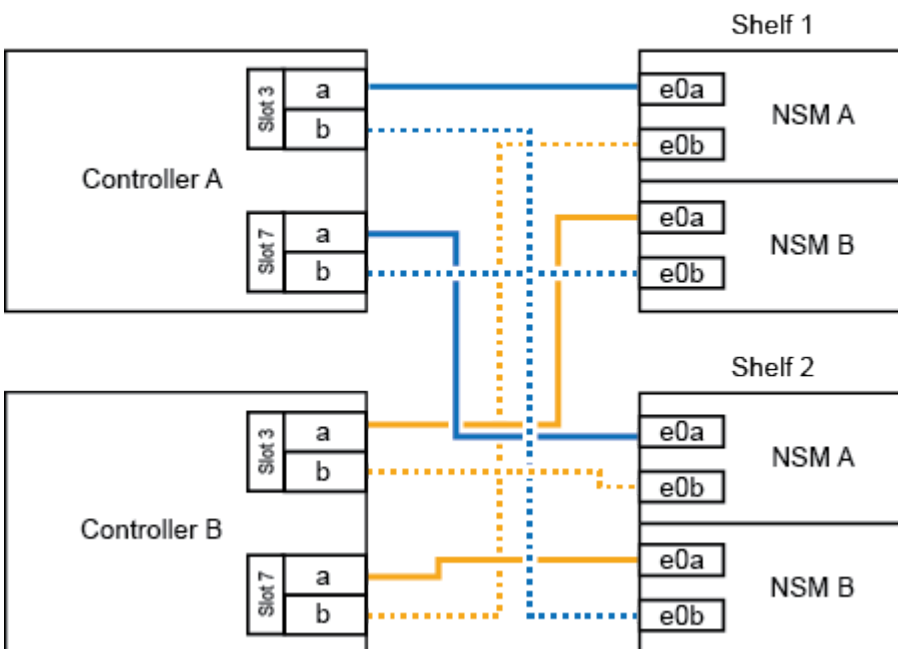 Shelf 1
Controller A
Slot 3
a
b
Slot 7
a
b
e0a
e0b
NSM A
e0a
e0b
NSM B
Shelf 2
Controller B
Slot 3
a
b
Slot 7
a
b
e0a
e0b
NSM A
e0a
e0b
NSM B